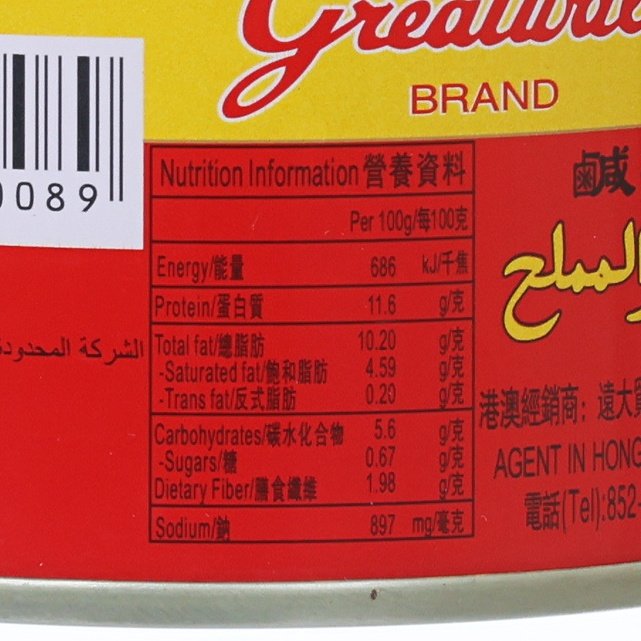 Greatwall
BRAND
0089
Nutrition Information 營養資料
Per 100g/每100克
Energy/能量 686 kJ/千焦
Protein/蛋白質 11.6 g/克
Total fat/總脂肪 10.20 g/克
-Saturated fat/飽和脂肪 4.59 g/克
-Trans fat/反式脂肪 0.20 g/克
Carbohydrates/碳水化合物 5.6 g/克
-Sugars/糖 0.67 g/克
Dietary Fiber/膳食纖維 1.98 g/克
Sodium/鈉 897 mg/毫克
الشركة المحدودة
鹹
المملح
港澳經銷商：遠大
AGENT IN HONG
電話(Tel):852-